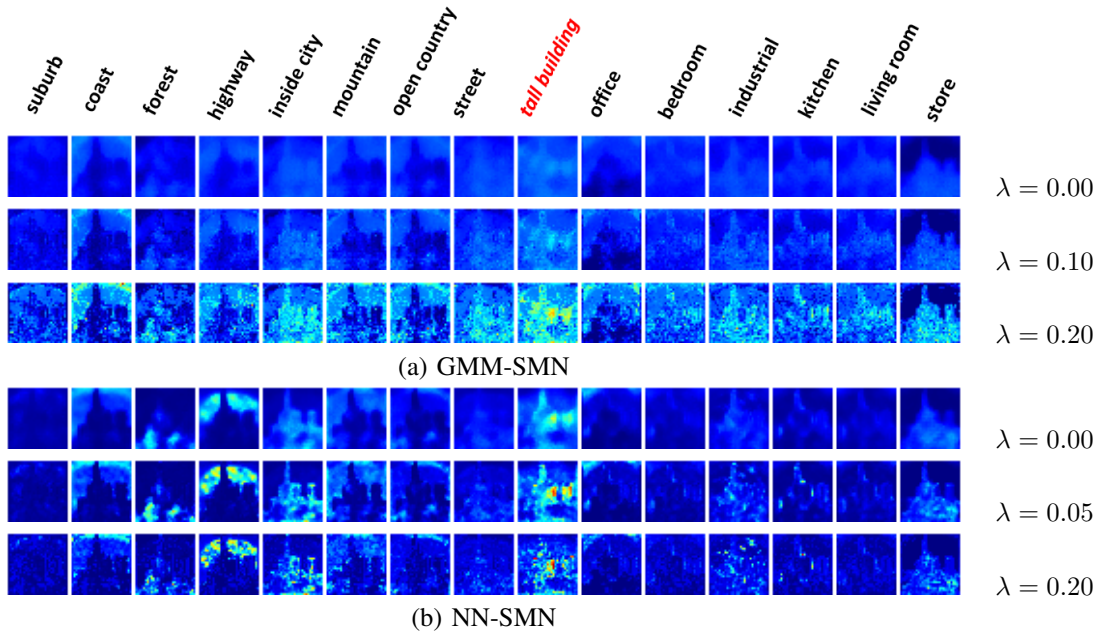 suburb
coast
forest
highway
inside city
mountain
open country
street
tall building
office
bedroom
industrial
kitchen
living room
store
λ = 0.00
λ = 0.10
λ = 0.20
(a) GMM-SMN
λ = 0.00
λ = 0.05
λ = 0.20
(b) NN-SMN